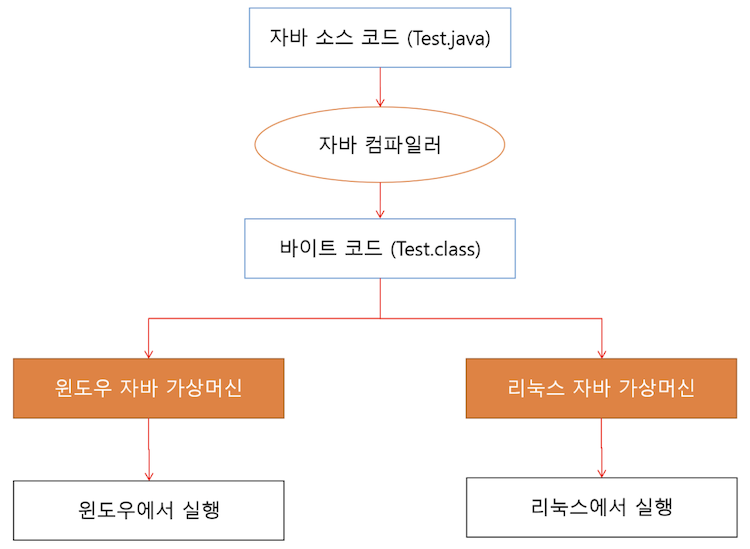 자바 소스 코드 (Test.java)
자바 컴파일러
바이트 코드 (Test.class)
윈도우 자바 가상머신
리눅스 자바 가상머신
윈도우에서 실행
리눅스에서 실행